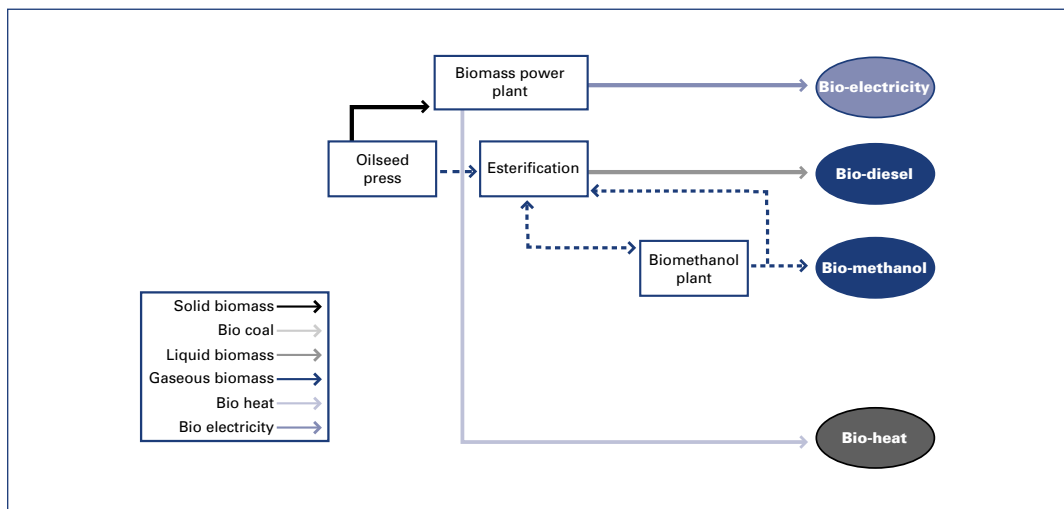 Biomass power
plant
Bio-electricity
Oilseed
press
Esterification
Bio-diesel
Biomethanol
plant
Bio-methanol
Solid biomass
Bio coal
Liquid biomass
Gaseous biomass
Bio heat
Bio electricity
Bio-heat